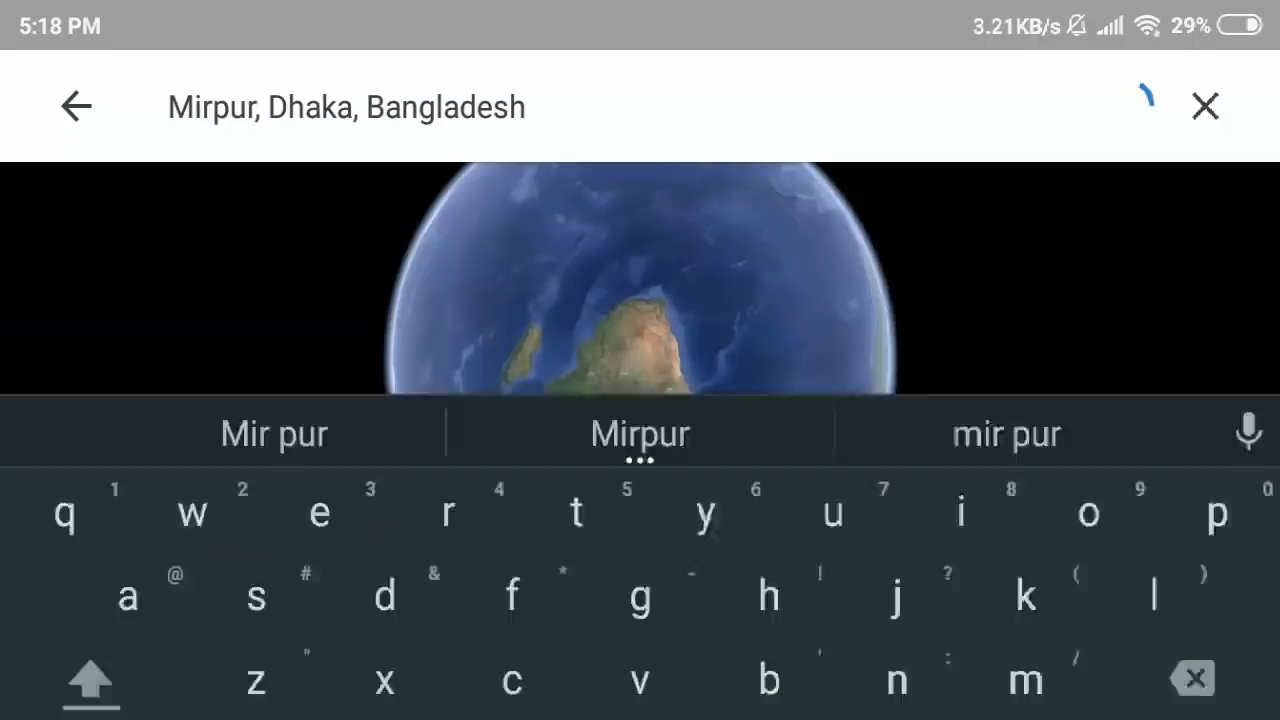 5:18 PM 3.21KB/s 29%
Mirpur, Dhaka, Bangladesh
Mir pur Mirpur mir pur
1 2 3 4 5 6 7 8 9 0
q w e r t y u i o p
@ # & * - ! ? ( )
a s d f g h j k l
" ' : /
z x c v b n m